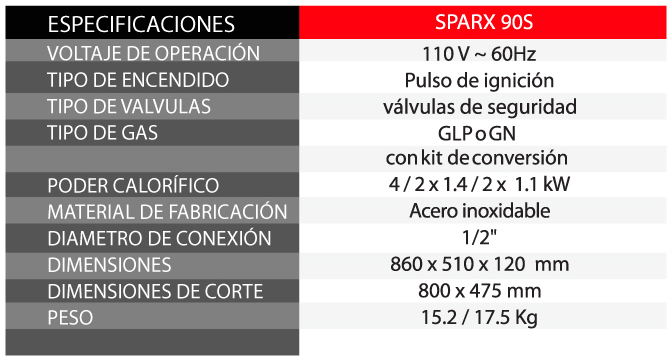 ESPECIFICACIONES SPARX 90S
VOLTAJE DE OPERACIÓN 110 V ~ 60Hz
TIPO DE ENCENDIDO Pulso de ignición
TIPO DE VALVULAS válvulas de seguridad
TIPO DE GAS GLP o GN
con kit de conversión
PODER CALORÍFICO 4 / 2 x 1.4 / 2 x 1.1 kW
MATERIAL DE FABRICACIÓN Acero inoxidable
DIAMETRO DE CONEXIÓN 1/2"
DIMENSIONES 860 x 510 x 120 mm
DIMENSIONES DE CORTE 800 x 475 mm
PESO 15.2 / 17.5 Kg